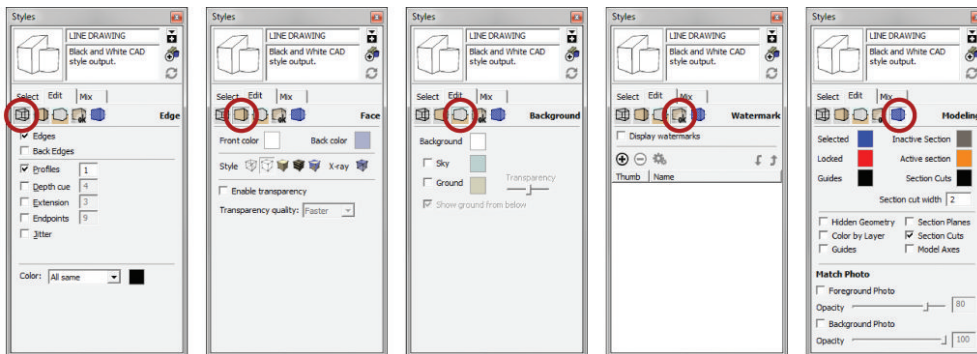 Styles
LINE DRAWING
Black and White CAD
style output.
Select Edit Mix
Edge
Edges
Back Edges
Profiles 1
Depth cue 4
Extension 3
Endpoints 9
Jitter
Color: All same
Styles
LINE DRAWING
Black and White CAD
style output.
Select Edit Mix
Face
Front color Back color
Style X-ray
Enable transparency
Transparency quality: Faster
Styles
LINE DRAWING
Black and White CAD
style output.
Select Edit Mix
Background
Background
Sky
Ground Transparency
Show ground from below
Styles
LINE DRAWING
Black and White CAD
style output.
Select Edit Mix
Watermark
Display watermarks
Thumb Name
Styles
LINE DRAWING
Black and White CAD
style output.
Select Edit Mix
Modeling
Selected Inactive Section
Locked Active section
Guides Section Cuts
Section cut width 2
Hidden Geometry Section Planes
Color by Layer Section Cuts
Guides Model Axes
Match Photo
Foreground Photo
Opacity 80
Background Photo
Opacity 100